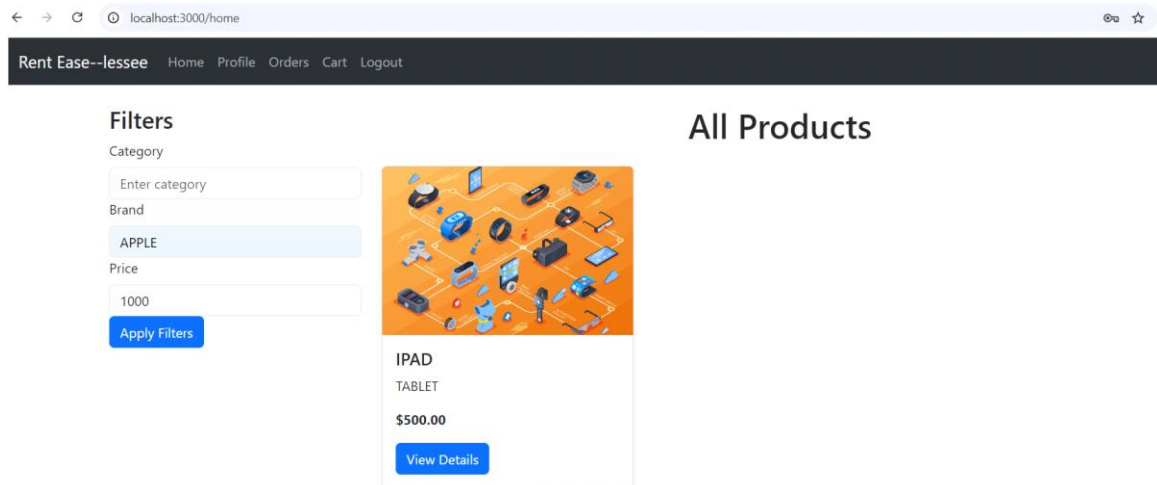 localhost:3000/home
Rent Ease--lessee Home Profile Orders Cart Logout
Filters
Category
Enter category
Brand
APPLE
Price
1000
Apply Filters
All Products
IPAD
TABLET
$500.00
View Details